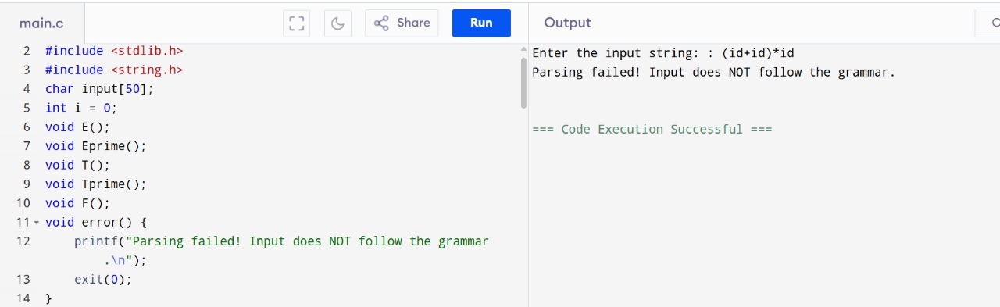 main.c
Share
Run
Output
2 #include <stdlib.h>
3 #include <string.h>
4 char input[50];
5 int i = 0;
6 void E();
7 void Eprime();
8 void T();
9 void Tprime();
10 void F();
11 void error() {
12 printf("Parsing failed! Input does NOT follow the grammar
.\n");
13 exit(0);
14 }
Enter the input string: : (id+id)*id
Parsing failed! Input does NOT follow the grammar.
=== Code Execution Successful ===